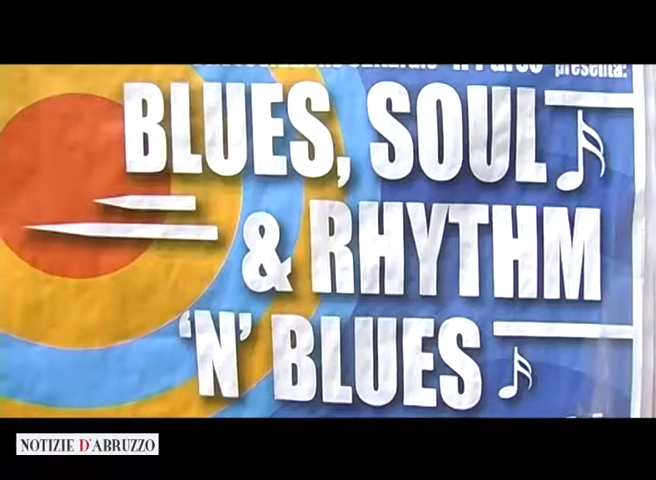 presenta:
BLUES, SOUL
& RHYTHM
'N' BLUES
NOTIZIE D'ABRUZZO